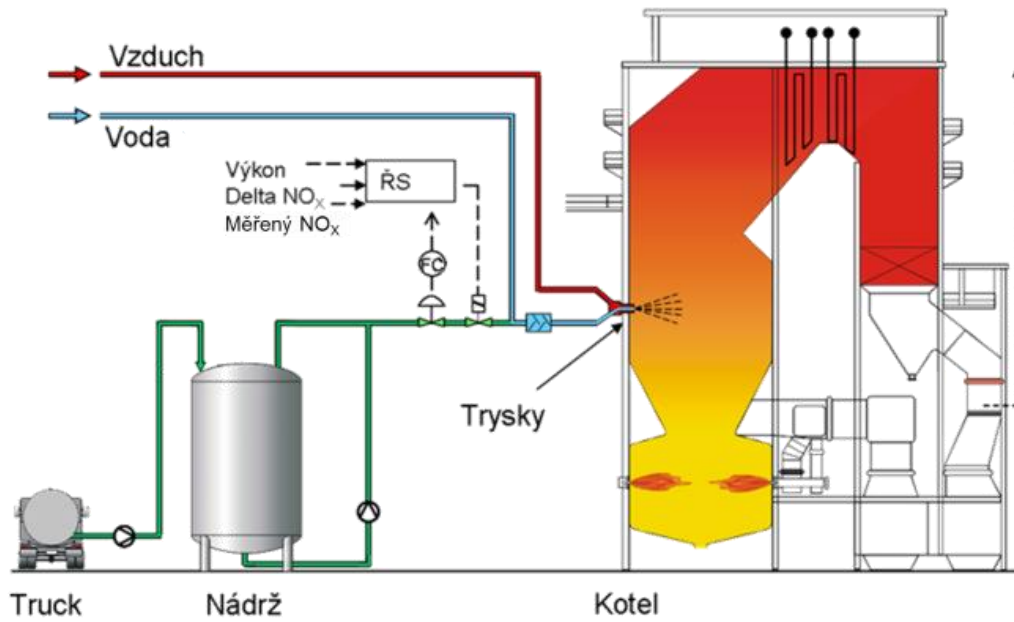 Vzduch
Voda
Výkon
Delta NOX
Měřený NOX
ŘS
FC
Trysky
Truck
Nádrž
Kotel